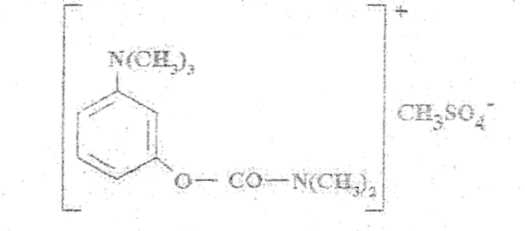 +
N(CH₃)₃
CH₃SO₄⁻
O — CO — N(CH₃)₂